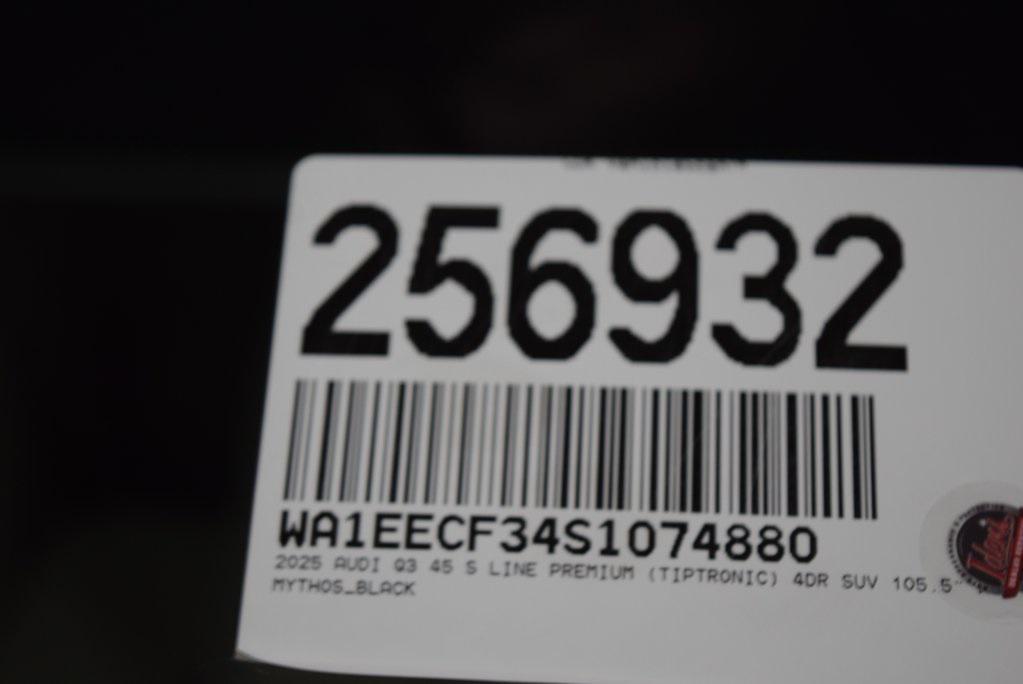 256932
WA1EECF34S1074880
2025 AUDI Q3 45 S LINE PREMIUM (TIPTRONIC) 4DR SUV 105.5"
MYTHOS_BLACK